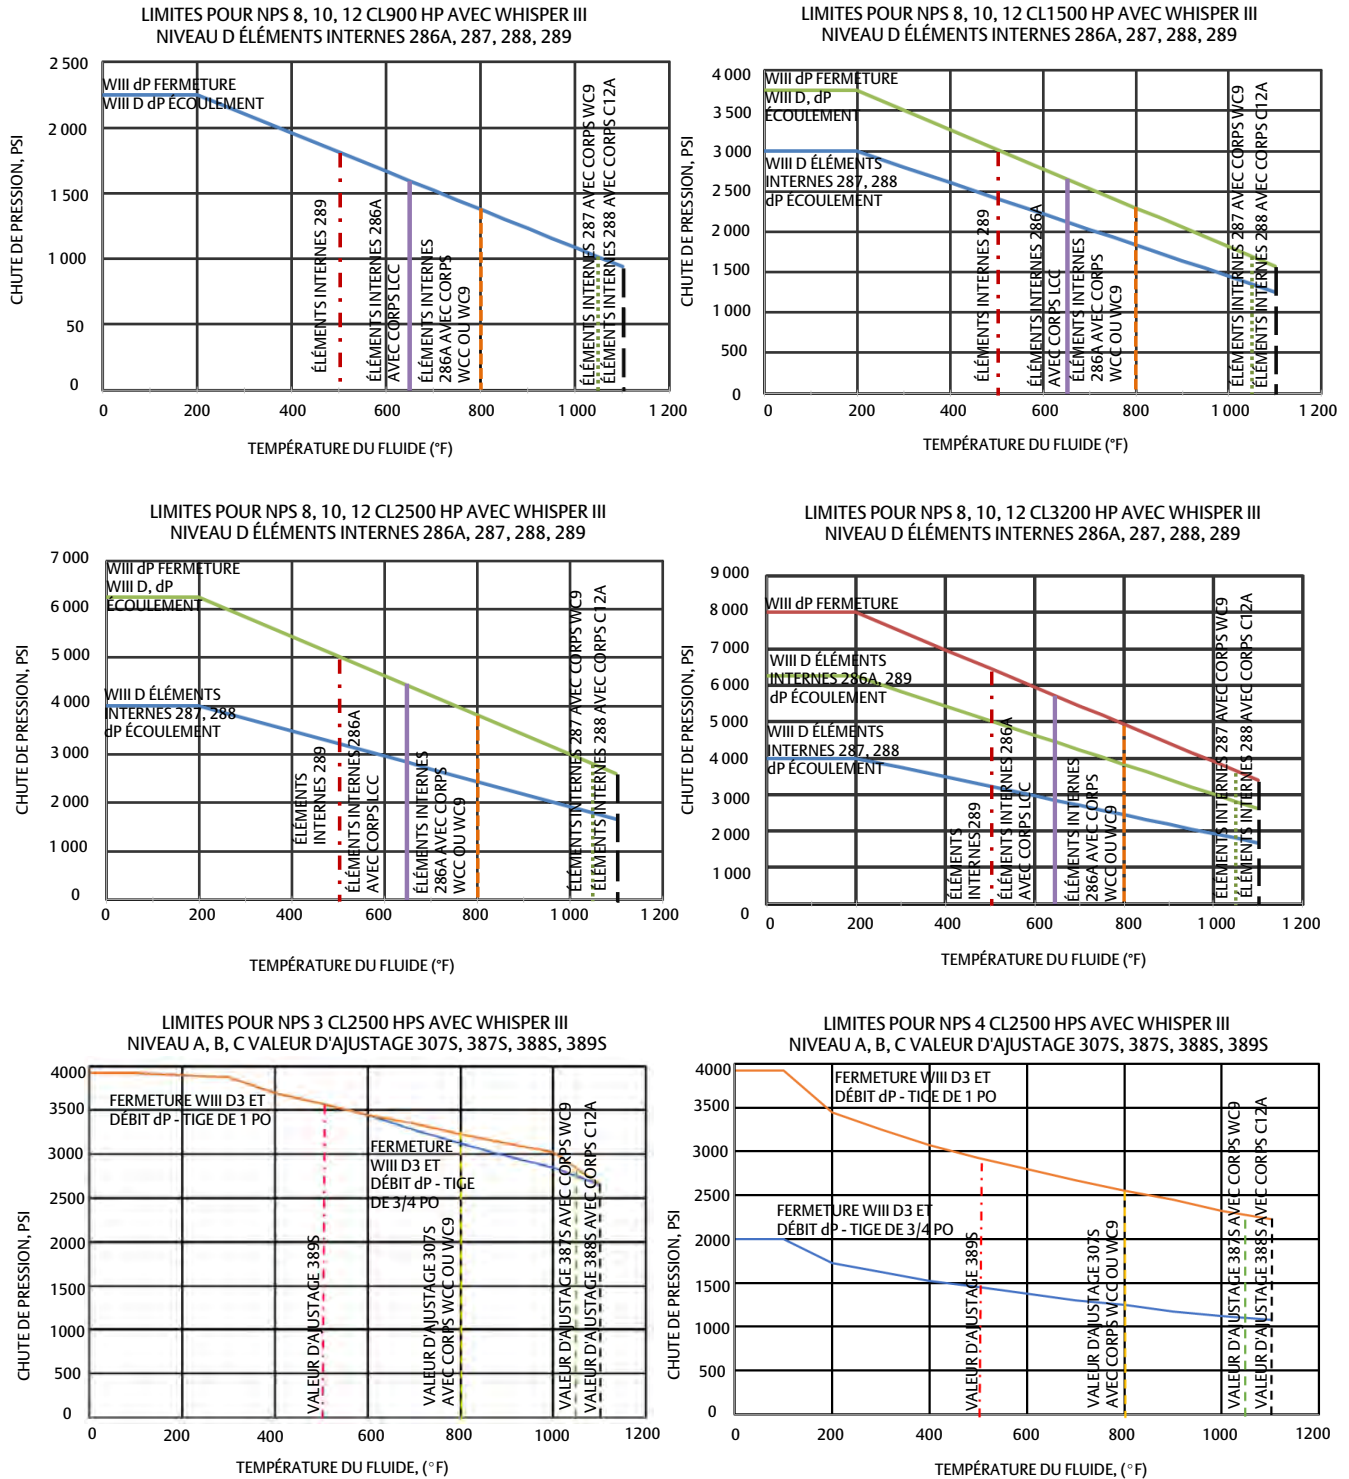 LIMITES POUR NPS 8, 10, 12 CL900 HP AVEC WHISPER III
NIVEAU D ÉLÉMENTS INTERNES 286A, 287, 288, 289
CHUTE DE PRESSION, PSI
2 500
2 000
1 500
1 000
50
0
WIII dP FERMETURE
WIII D dP ÉCOULEMENT
ÉLÉMENTS INTERNES 289
ÉLÉMENTS INTERNES 286A
AVEC CORPS LCC
ÉLÉMENTS INTERNES
286A AVEC CORPS
WCC OU WC9
ÉLÉMENTS INTERNES 287 AVEC CORPS WC9
ÉLÉMENTS INTERNES 288 AVEC CORPS C12A
0 200 400 600 800 1 000 1 200
TEMPÉRATURE DU FLUIDE (°F)
LIMITES POUR NPS 8, 10, 12 CL1500 HP AVEC WHISPER III
NIVEAU D ÉLÉMENTS INTERNES 286A, 287, 288, 289
CHUTE DE PRESSION, PSI
4 000
3 500
3 000
2 500
2 000
1 500
1 000
500
0
WIII dP FERMETURE
WIII D, dP
ÉCOULEMENT
WIII D ÉLÉMENTS
INTERNES 287, 288
dP ÉCOULEMENT
ÉLÉMENTS INTERNES 289
ÉLÉMENTS INTERNES 286A
AVEC CORPS LCC
ÉLÉMENTS INTERNES
286A AVEC CORPS
WCC OU WC9
ÉLÉMENTS INTERNES 287 AVEC CORPS WC9
ÉLÉMENTS INTERNES 288 AVEC CORPS C12A
0 200 400 600 800 1 000 1 200
TEMPÉRATURE DU FLUIDE (°F)
LIMITES POUR NPS 8, 10, 12 CL2500 HP AVEC WHISPER III
NIVEAU D ÉLÉMENTS INTERNES 286A, 287, 288, 289
CHUTE DE PRESSION, PSI
7 000
6 000
5 000
4 000
3 000
2 000
1 000
0
WIII dP FERMETURE
WIII D, dP
ÉCOULEMENT
WIII D ÉLÉMENTS
INTERNES 287, 288
dP ÉCOULEMENT
ÉLÉMENTS
INTERNES 289
ÉLÉMENTS INTERNES 286A
AVEC CORPS LCC
ÉLÉMENTS INTERNES
286A AVEC CORPS
WCC OU WC9
ÉLÉMENTS INTERNES 287 AVEC CORPS WC9
ÉLÉMENTS INTERNES 288 AVEC CORPS C12A
0 200 400 600 800 1 000 1 200
TEMPÉRATURE DU FLUIDE (°F)
LIMITES POUR NPS 8, 10, 12 CL3200 HP AVEC WHISPER III
NIVEAU D ÉLÉMENTS INTERNES 286A, 287, 288, 289
CHUTE DE PRESSION, PSI
9 000
8 000
7 000
6 000
5 000
4 000
3 000
2 000
1 000
0
WIII dP FERMETURE
WIII D ÉLÉMENTS
INTERNES 286A, 289
dP ÉCOULEMENT
WIII D ÉLÉMENTS
INTERNES 287, 288
dP ÉCOULEMENT
ÉLÉMENTS
INTERNES 289
ÉLÉMENTS INTERNES 286A
AVEC CORPS LCC
ÉLÉMENTS INTERNES
286A AVEC CORPS
WCC OU WC9
ÉLÉMENTS INTERNES 287 AVEC CORPS WC9
ÉLÉMENTS INTERNES 288 AVEC CORPS C12A
0 200 400 600 800 1 000 1 200
TEMPÉRATURE DU FLUIDE (°F)
LIMITES POUR NPS 3 CL2500 HPS AVEC WHISPER III
NIVEAU A, B, C VALEUR D'AJUSTAGE 307S, 387S, 388S, 389S
CHUTE DE PRESSION, PSI
4000
3500
3000
2500
2000
1500
1000
500
0
FERMETURE WIII D3 ET
DÉBIT dP - TIGE DE 1 PO
FERMETURE
WIII D3 ET
DÉBIT dP - TIGE
DE 3/4 PO
VALEUR D'AJUSTAGE 389S
VALEUR D'AJUSTAGE 307S
AVEC CORPS WCC OU WC9
VALEUR D'AJUSTAGE 387S AVEC CORPS WC9
VALEUR D'AJUSTAGE 388S AVEC CORPS C12A
0 200 400 600 800 1000 1200
TEMPÉRATURE DU FLUIDE, (°F)
LIMITES POUR NPS 4 CL2500 HPS AVEC WHISPER III
NIVEAU A, B, C VALEUR D'AJUSTAGE 307S, 387S, 388S, 389S
CHUTE DE PRESSION, PSI
4000
3500
3000
2500
2000
1500
1000
500
0
FERMETURE WIII D3 ET
DÉBIT dP - TIGE DE 1 PO
FERMETURE WIII D3 ET
DÉBIT dP - TIGE DE 3/4 PO
VALEUR D'AJUSTAGE 389S
VALEUR D'AJUSTAGE 307S
AVEC CORPS WCC OU WC9
VALEUR D'AJUSTAGE 387S AVEC CORPS WC9
VALEUR D'AJUSTAGE 388S AVEC CORPS C12A
0 200 400 600 800 1000 1200
TEMPÉRATURE DU FLUIDE, (°F)